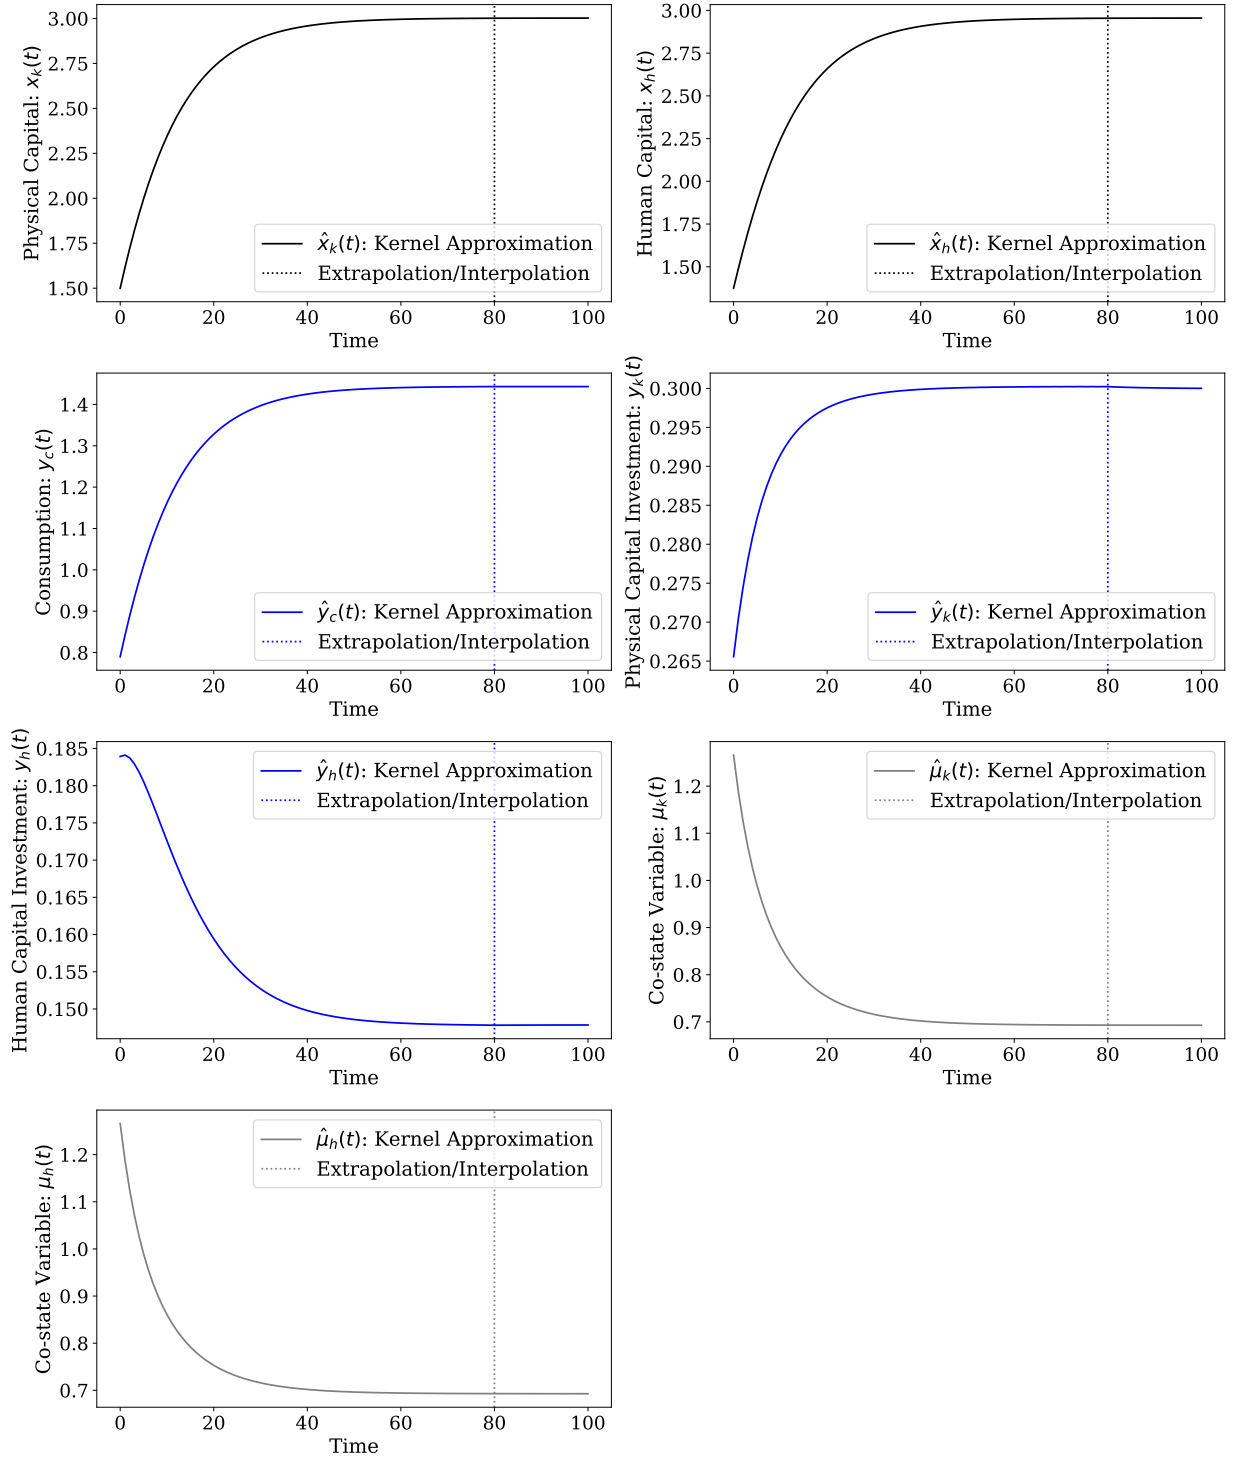 Physical Capital: x_k(t)
3.00
2.75
2.50
2.25
2.00
1.75
1.50
x̂_k(t): Kernel Approximation
Extrapolation/Interpolation
0 20 40 60 80 100
Time
Human Capital: x_h(t)
3.00
2.75
2.50
2.25
2.00
1.75
1.50
x̂_h(t): Kernel Approximation
Extrapolation/Interpolation
0 20 40 60 80 100
Time
Consumption: y_c(t)
1.4
1.3
1.2
1.1
1.0
0.9
0.8
ŷ_c(t): Kernel Approximation
Extrapolation/Interpolation
0 20 40 60 80 100
Time
Physical Capital Investment: y_k(t)
0.300
0.295
0.290
0.285
0.280
0.275
0.270
0.265
ŷ_k(t): Kernel Approximation
Extrapolation/Interpolation
0 20 40 60 80 100
Time
Human Capital Investment: y_h(t)
0.185
0.180
0.175
0.170
0.165
0.160
0.155
0.150
ŷ_h(t): Kernel Approximation
Extrapolation/Interpolation
0 20 40 60 80 100
Time
Co-state Variable: μ_k(t)
1.2
1.1
1.0
0.9
0.8
0.7
μ̂_k(t): Kernel Approximation
Extrapolation/Interpolation
0 20 40 60 80 100
Time
Co-state Variable: μ_h(t)
1.2
1.1
1.0
0.9
0.8
0.7
μ̂_h(t): Kernel Approximation
Extrapolation/Interpolation
0 20 40 60 80 100
Time